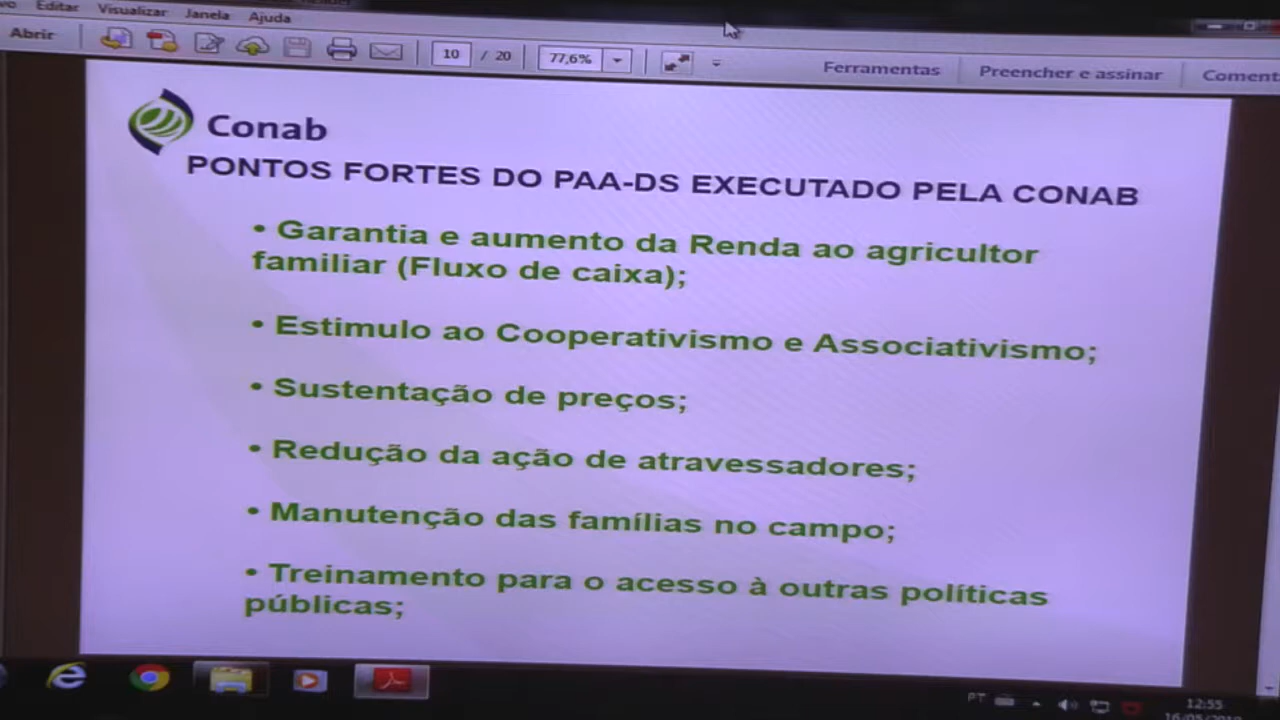 Editar Visualizar Janela Ajuda
Abrir 10 / 20 77,6% Ferramentas Preencher e assinar Coment
Conab
PONTOS FORTES DO PAA-DS EXECUTADO PELA CONAB
• Garantia e aumento da Renda ao agricultor
familiar (Fluxo de caixa);
• Estimulo ao Cooperativismo e Associativismo;
• Sustentação de preços;
• Redução da ação de atravessadores;
• Manutenção das famílias no campo;
• Treinamento para o acesso à outras políticas
públicas;
PT 12:55